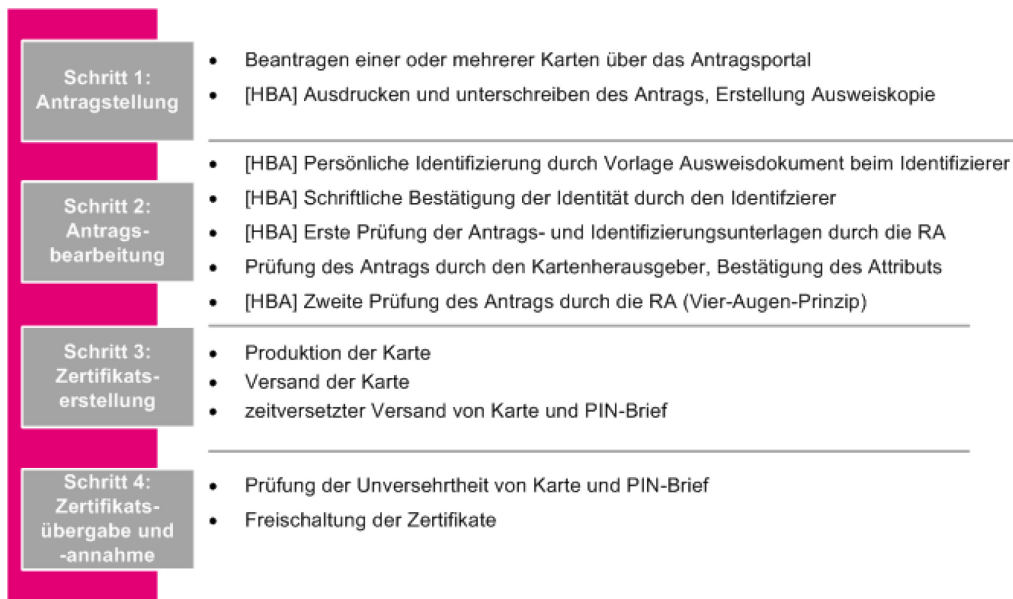 Schritt 1:
Antragstellung
• Beantragen einer oder mehrerer Karten über das Antragsportal
• [HBA] Ausdrucken und unterschreiben des Antrags, Erstellung Ausweiskopie
Schritt 2:
Antrags-
bearbeitung
• [HBA] Persönliche Identifizierung durch Vorlage Ausweisdokument beim Identifizierer
• [HBA] Schriftliche Bestätigung der Identität durch den Identifzierer
• [HBA] Erste Prüfung der Antrags- und Identifizierungsunterlagen durch die RA
• Prüfung des Antrags durch den Kartenherausgeber, Bestätigung des Attributs
• [HBA] Zweite Prüfung des Antrags durch die RA (Vier-Augen-Prinzip)
Schritt 3:
Zertifikats-
erstellung
• Produktion der Karte
• Versand der Karte
• zeitversetzter Versand von Karte und PIN-Brief
Schritt 4:
Zertifikats-
übergabe und
-annahme
• Prüfung der Unversehrtheit von Karte und PIN-Brief
• Freischaltung der Zertifikate